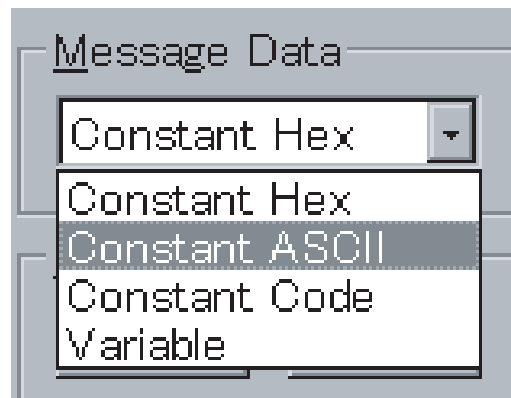 Message Data
Constant Hex
Constant Hex
Constant ASCII
Constant Code
Variable